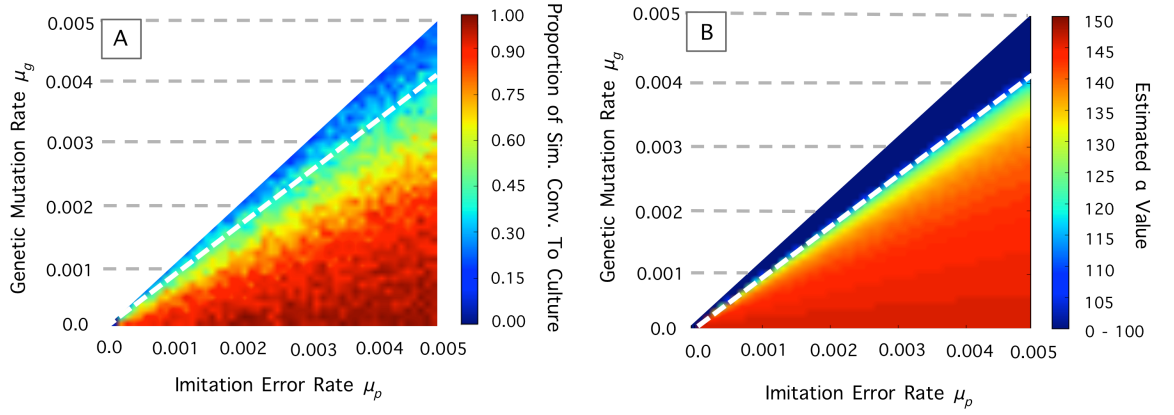 A
Genetic Mutation Rate μg
0.005
0.004
0.003
0.002
0.001
0.0
0.0 0.001 0.002 0.003 0.004 0.005
Imitation Error Rate μp
1.00
0.90
0.75
0.60
0.45
0.30
0.15
0.00
Proportion of Sim. Conv. To Culture
B
Genetic Mutation Rate μg
0.005
0.004
0.003
0.002
0.001
0.0
0.0 0.001 0.002 0.003 0.004 0.005
Imitation Error Rate μp
150
145
140
135
130
125
120
115
110
105
0 - 100
Estimated α Value